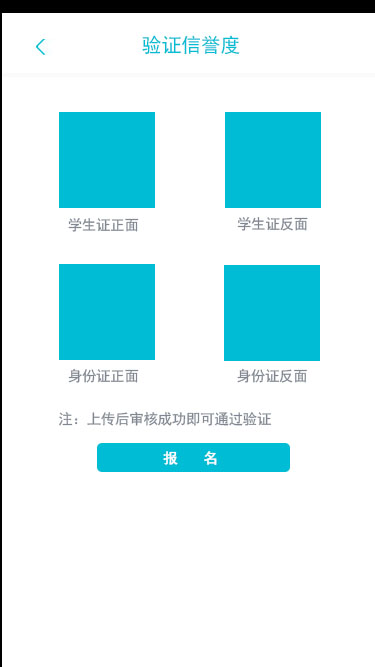 验证信誉度
学生证正面
学生证反面
身份证正面
身份证反面
注：上传后审核成功即可通过验证
报 名